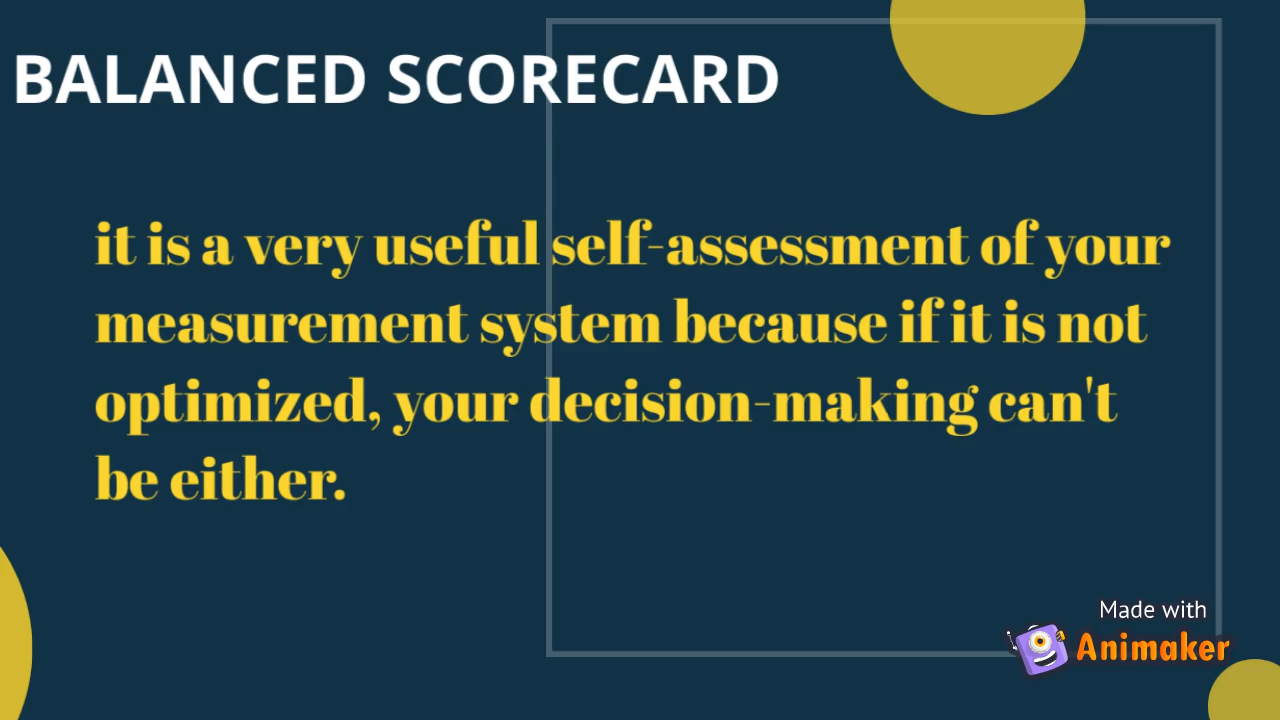 BALANCED SCORECARD
it is a very useful self-assessment of your
measurement system because if it is not
optimized, your decision-making can't
be either.
Made with
Animaker